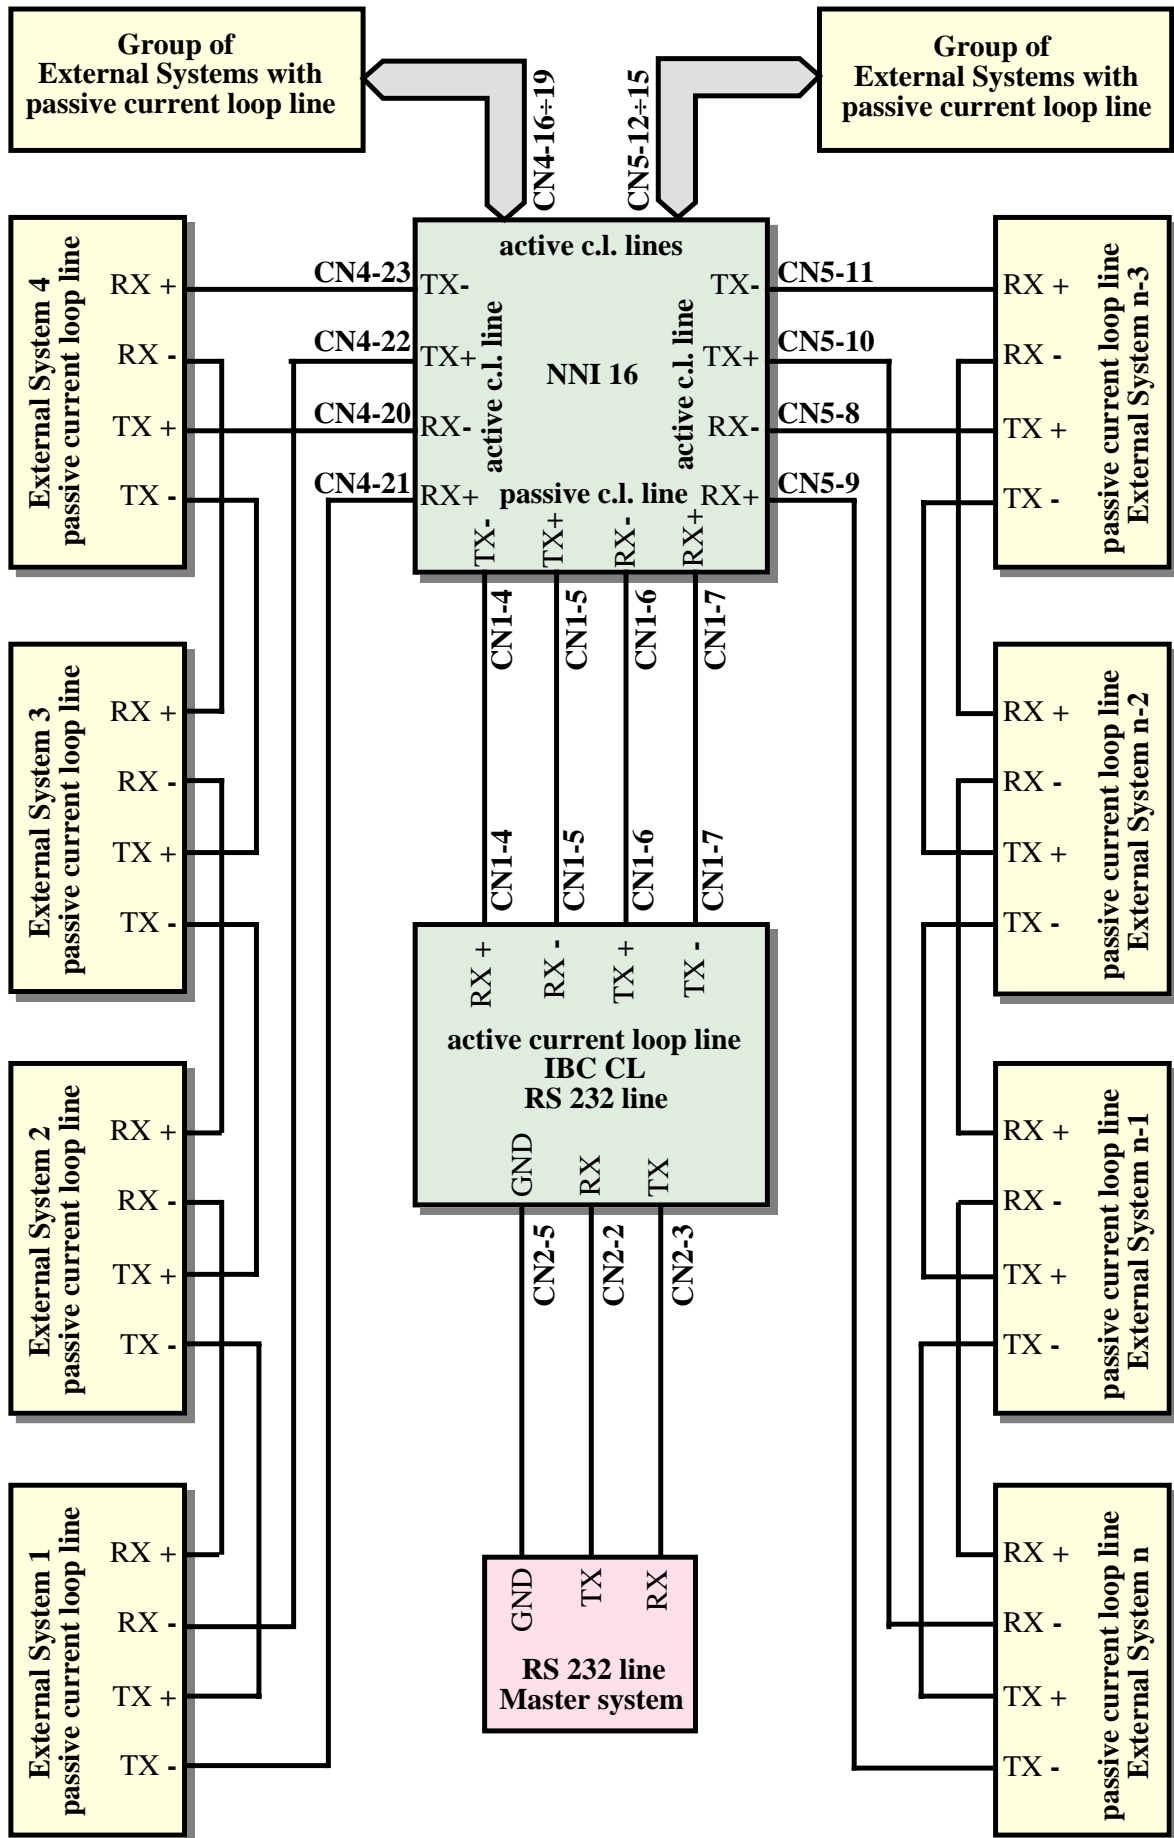 Group of
External Systems with
passive current loop line
CN4-16÷19
CN5-12÷15
Group of
External Systems with
passive current loop line
External System 4
passive current loop line
RX +
RX -
TX +
TX -
CN4-23
CN4-22
CN4-20
CN4-21
active c.l. lines
TX-
TX+
RX-
RX+
active c.l. line
NNI 16
active c.l. line
TX-
TX+
RX-
RX+
passive c.l. line
TX-
TX+
RX-
RX+
CN5-11
CN5-10
CN5-8
CN5-9
RX +
RX -
TX +
TX -
passive current loop line
External System n-3
CN1-4
CN1-5
CN1-6
CN1-7
External System 3
passive current loop line
RX +
RX -
TX +
TX -
RX +
RX -
TX +
TX -
passive current loop line
External System n-2
CN1-4
CN1-5
CN1-6
CN1-7
RX +
RX -
TX +
TX -
active current loop line
IBC CL
RS 232 line
GND
RX
TX
External System 2
passive current loop line
RX +
RX -
TX +
TX -
RX +
RX -
TX +
TX -
passive current loop line
External System n-1
CN2-5
CN2-2
CN2-3
External System 1
passive current loop line
RX +
RX -
TX +
TX -
GND
TX
RX
RS 232 line
Master system
RX +
RX -
TX +
TX -
passive current loop line
External System n